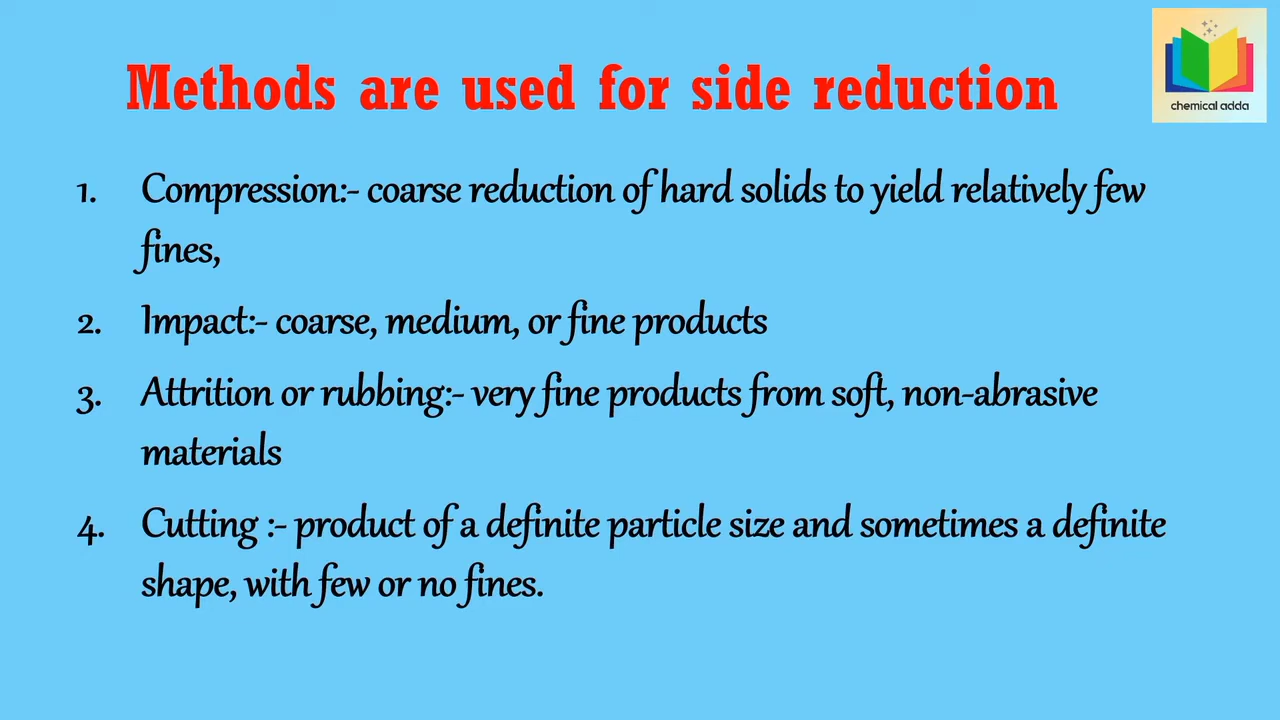 chemical adda
Methods are used for side reduction
1. Compression:- coarse reduction of hard solids to yield relatively few
fines,
2. Impact:- coarse, medium, or fine products
3. Attrition or rubbing:- very fine products from soft, non-abrasive
materials
4. Cutting :- product of a definite particle size and sometimes a definite
shape, with few or no fines.